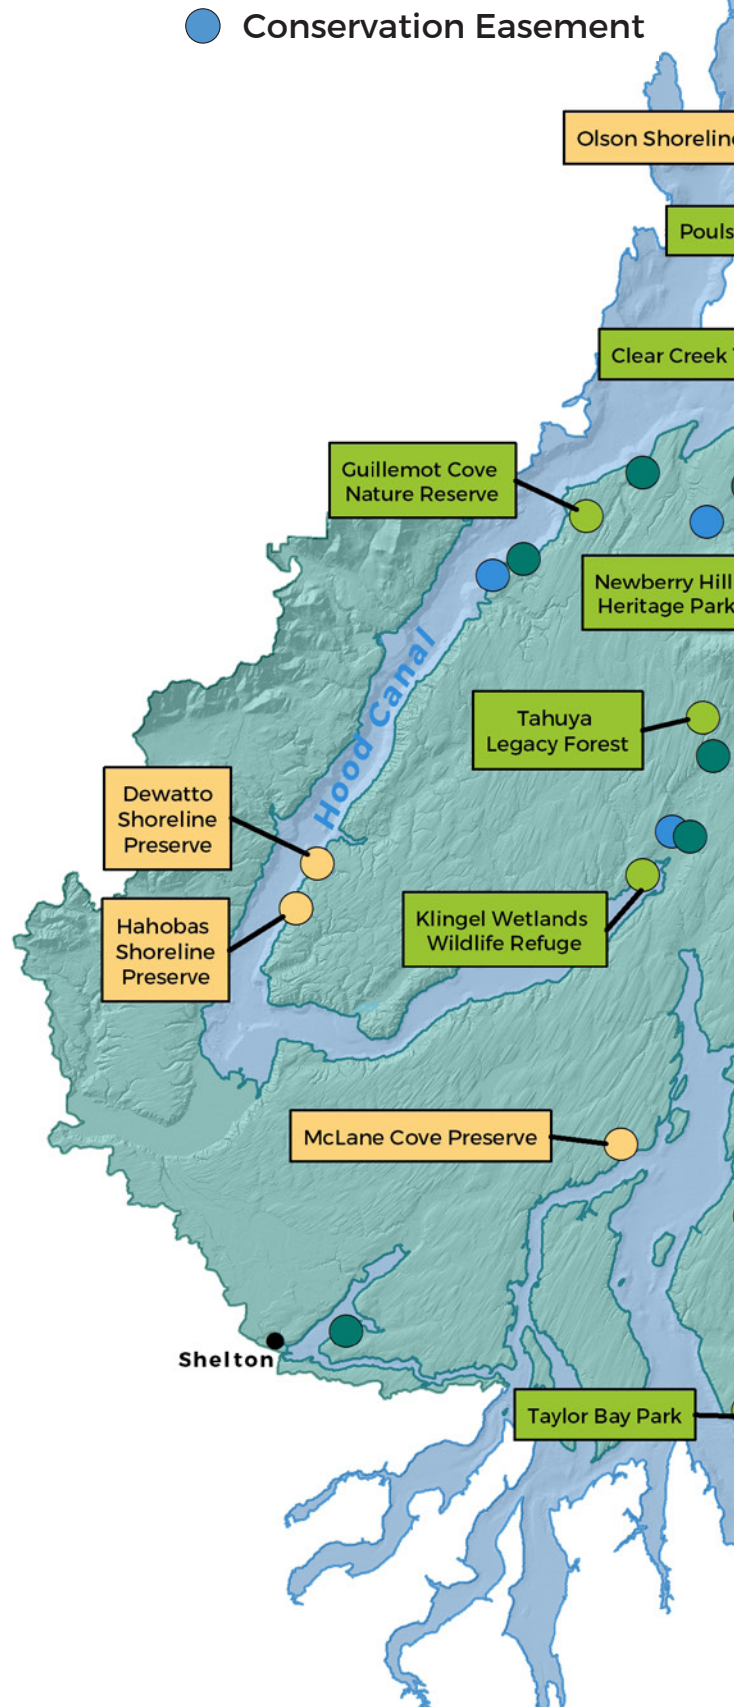 Conservation Easement
Olson Shoreline
Pouls
Clear Creek
Guillemot Cove
Nature Reserve
Newberry Hill
Heritage Park
Hood Canal
Tahuya
Legacy Forest
Dewatto
Shoreline
Preserve
Klingel Wetlands
Wildlife Refuge
Hahobas
Shoreline
Preserve
McLane Cove Preserve
Shelton
Taylor Bay Park